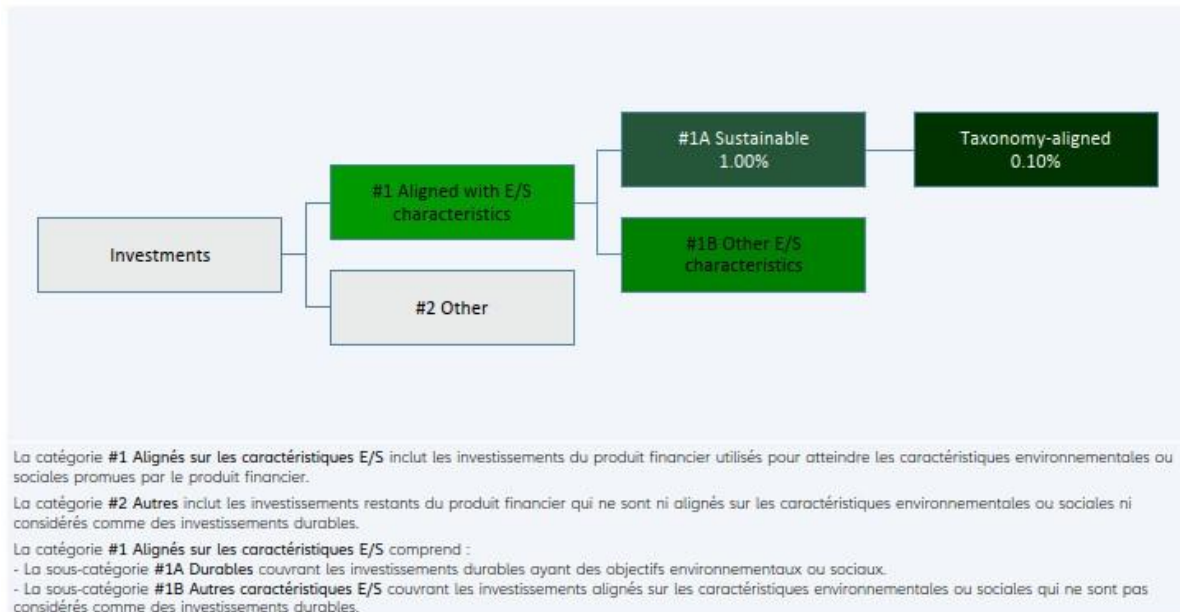 #1A Sustainable
1.00%
Taxonomy-aligned
0.10%
#1 Aligned with E/S
characteristics
Investments
#1B Other E/S
characteristics
#2 Other
La catégorie #1 Alignés sur les caractéristiques E/S inclut les investissements du produit financier utilisés pour atteindre les caractéristiques environnementales ou
sociales promues par le produit financier.
La catégorie #2 Autres inclut les investissements restants du produit financier qui ne sont ni alignés sur les caractéristiques environnementales ou sociales ni
considérés comme des investissements durables.
La catégorie #1 Alignés sur les caractéristiques E/S comprend :
- La sous-catégorie #1A Durables couvrant les investissements durables ayant des objectifs environnementaux ou sociaux.
- La sous-catégorie #1B Autres caractéristiques E/S couvrant les investissements alignés sur les caractéristiques environnementales ou sociales qui ne sont pas
considérés comme des investissements durables.